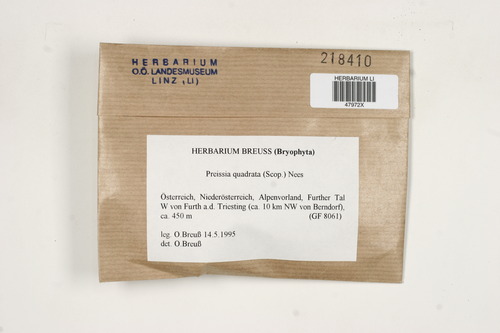 HERBARIUM
O.Ö. LANDESMUSEUM
LINZ (LI)
218410
HERBARIUM LI
47972X
HERBARIUM BREUSS (Bryophyta)
Preissia quadrata (Scop.) Nees
Österreich, Niederösterreich, Alpenvorland, Further Tal
W von Furth a.d. Triesting (ca. 10 km NW von Berndorf),
ca. 450 m (GF 8061)
leg. O.Breuß 14.5.1995
det. O.Breuß